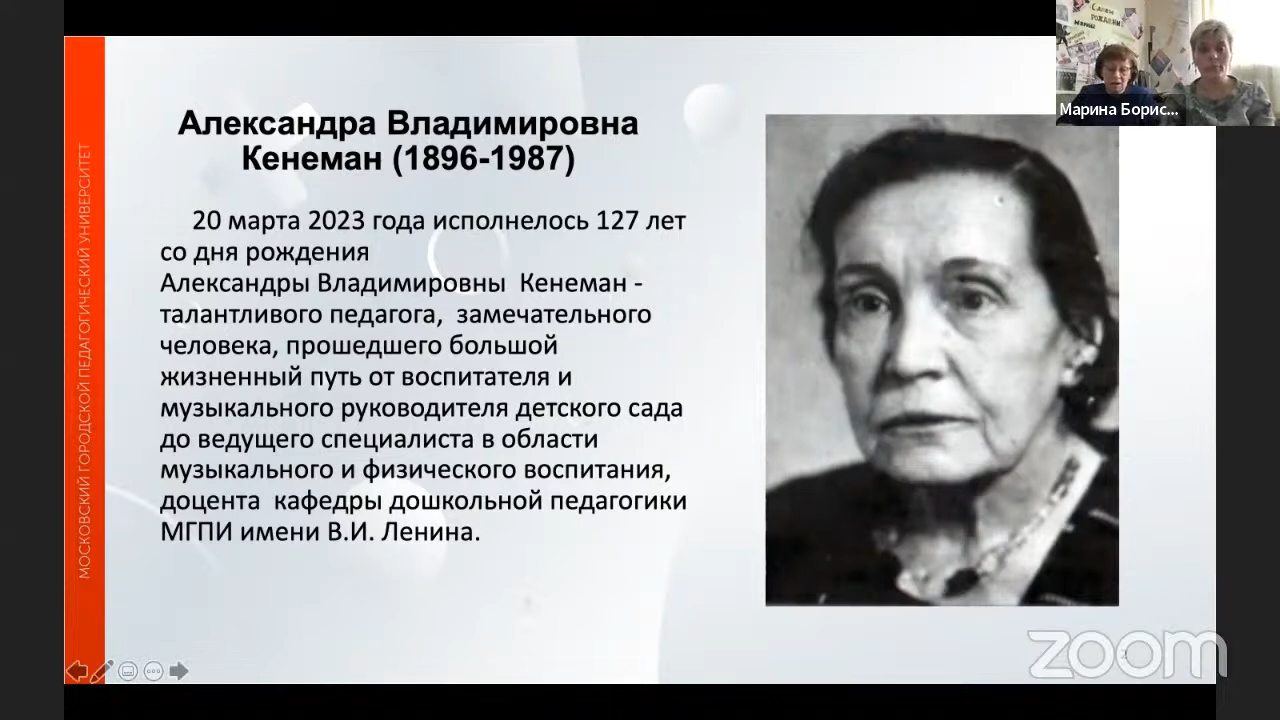 МОСКОВСКИЙ ГОРОДСКОЙ ПЕДАГОГИЧЕСКИЙ УНИВЕРСИТЕТ
Александра Владимировна
Кенеман (1896-1987)
20 марта 2023 года исполнелось 127 лет
со дня рождения
Александры Владимировны Кенеман -
талантливого педагога, замечательного
человека, прошедшего большой
жизненный путь от воспитателя и
музыкального руководителя детского сада
до ведущего специалиста в области
музыкального и физического воспитания,
доцента кафедры дошкольной педагогики
МГПИ имени В.И. Ленина.
Марина Борис...
zoom
2